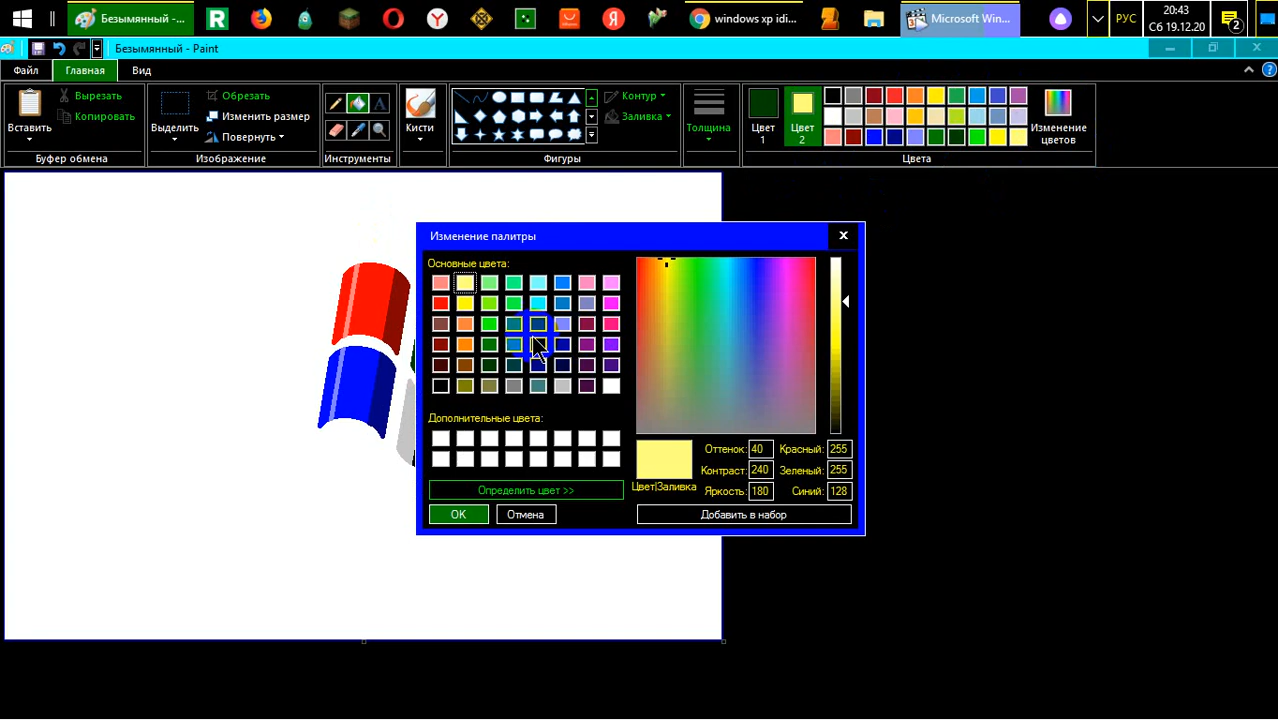 Безымянный -...
windows xp idi...
Microsoft Win...
РУС
20:43
Сб 19.12.20
2
Безымянный - Paint
Файл
Главная
Вид
Вставить
Вырезать
Копировать
Буфер обмена
Выделить
Обрезать
Изменить размер
Повернуть
Изображение
Инструменты
Кисти
Контур
Заливка
Фигуры
Толщина
Цвет 1
Цвет 2
Изменение цветов
Цвета
Изменение палитры
Основные цвета:
Дополнительные цвета:
Определить цвет >>
OK
Отмена
Цвет|Заливка
Оттенок: 40
Красный: 255
Контраст: 240
Зеленый: 255
Яркость: 180
Синий: 128
Добавить в набор